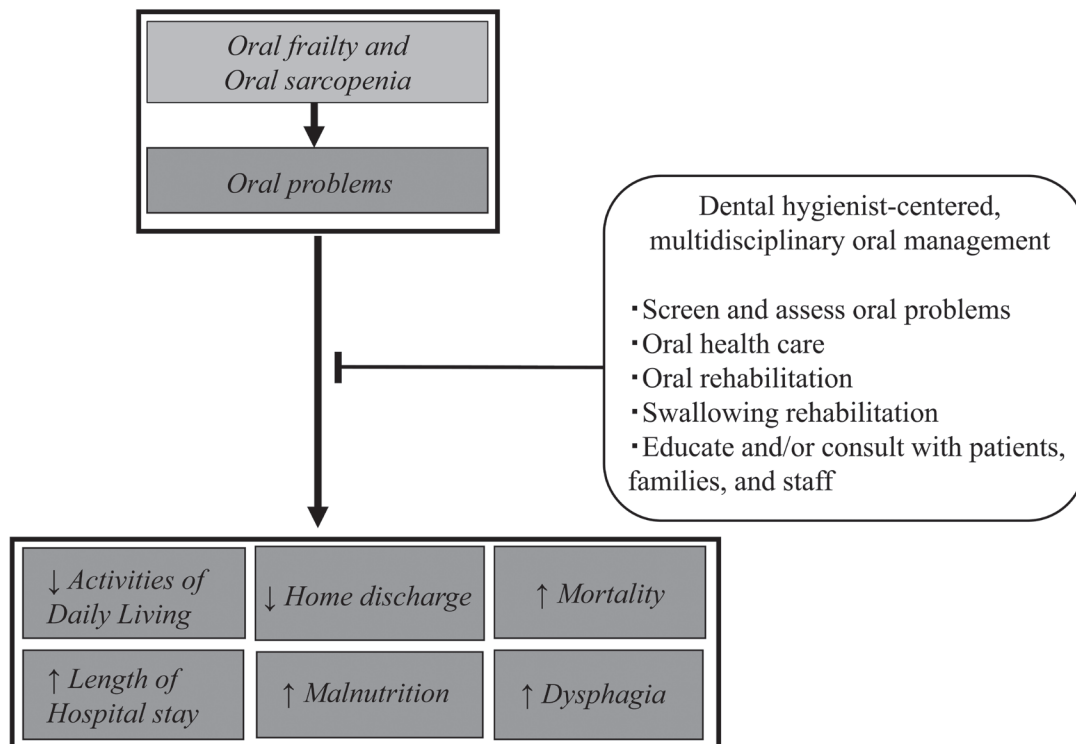 Oral frailty and
Oral sarcopenia
Oral problems
Dental hygienist-centered,
multidisciplinary oral management
・Screen and assess oral problems
・Oral health care
・Oral rehabilitation
・Swallowing rehabilitation
・Educate and/or consult with patients,
families, and staff
↓ Activities of
Daily Living
↓ Home discharge
↑ Mortality
↑ Length of
Hospital stay
↑ Malnutrition
↑ Dysphagia